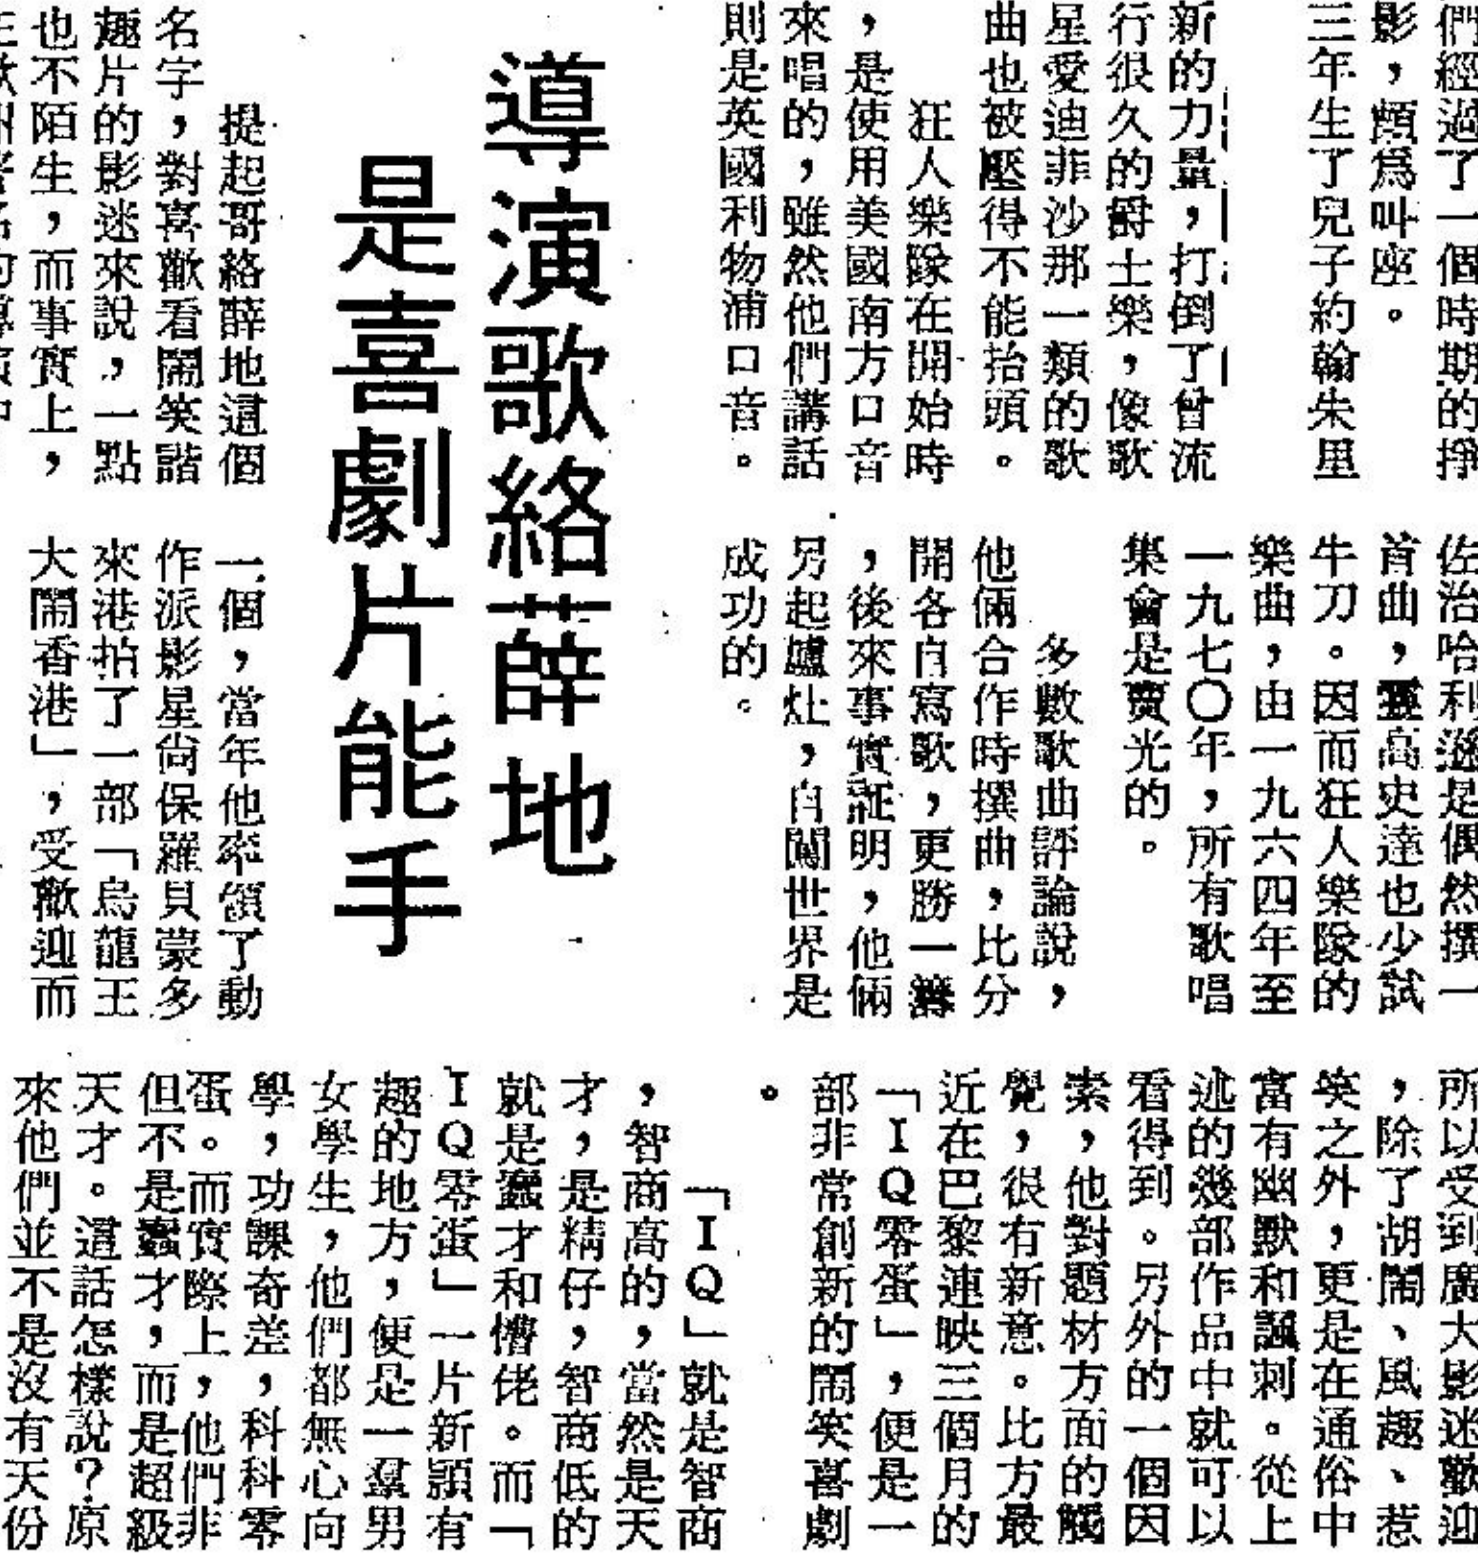 們經過了一個時期的掙
影，頗爲叫座。
三年生了兒子約翰朱里
新的力量，打倒了曾流
行很久的爵士樂，像歌
星愛迪菲沙那一類的歌
曲也被壓得不能抬頭。
狂人樂隊在開始時
，是使用美國南方口音
來唱的，雖然他們講話
則是英國利物浦口音。
佐治哈利遜是偶然撰一
首曲，靈高史達也少試
牛刀。因而狂人樂隊的
樂曲，由一九六四年至
一九七〇年，所有歌唱
集會是賣光的。
多數歌曲評論說，
他倆合作時撰曲，比分
開各自寫歌，更勝一籌
，後來事實証明，他倆
另起爐灶，自闖世界是
成功的。
導演歌絡薛地
是喜劇片能手
提起哥絡薛地這個
名字，對喜歡看鬧笑諧
趣片的影迷來說，一點
也不陌生，而事實上，
一個，當年他率領了動
作派影星尚保羅貝蒙多
來港拍了一部「烏龍王
大鬧香港」，受歡迎而
所以受到廣大影迷歡迎
，除了胡鬧、風趣、惹
笑之外，更是在通俗中
富有幽默和諷刺。從上
述的幾部作品中就可以
看得到。另外的一個因
素，他對題材方面的觸
覺，很有新意。比方最
近在巴黎連映三個月的
「IQ零蛋」，便是一
部非常創新的鬧笑喜劇
。
「IQ」就是智商
，智商高的，當然是天
才，是精仔，智商低的
就是蠢才和懵佬。而「
IQ零蛋」一片新穎有
趣的地方，便是一羣男
女學生，他們都無心向
學，功課奇差，科科零
蛋。而實際上，他們非
但不是蠢才，而是超級
天才。這話怎樣說？原
來他們並不是沒有天份